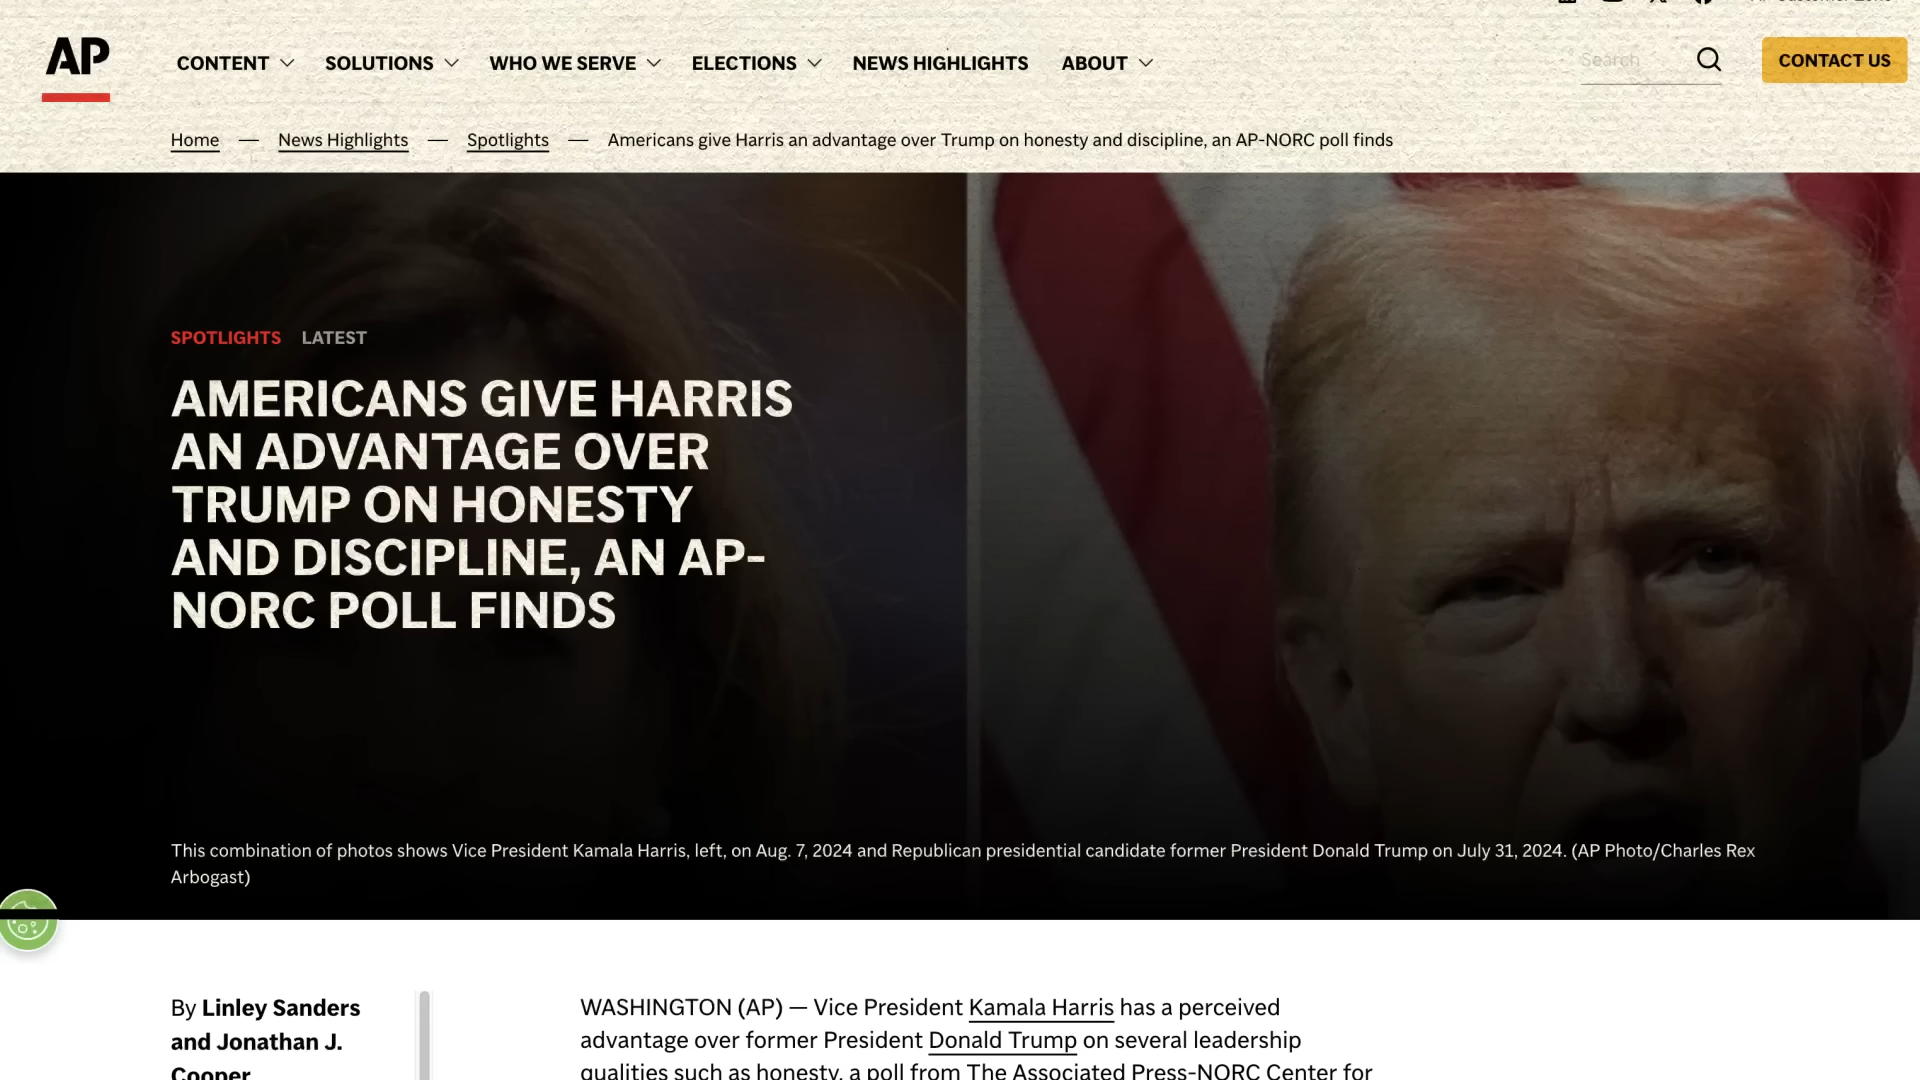 AP
CONTENT SOLUTIONS WHO WE SERVE ELECTIONS NEWS HIGHLIGHTS ABOUT Search CONTACT US
Home — News Highlights — Spotlights — Americans give Harris an advantage over Trump on honesty and discipline, an AP-NORC poll finds
SPOTLIGHTS LATEST
AMERICANS GIVE HARRIS
AN ADVANTAGE OVER
TRUMP ON HONESTY
AND DISCIPLINE, AN AP-
NORC POLL FINDS
This combination of photos shows Vice President Kamala Harris, left, on Aug. 7, 2024 and Republican presidential candidate former President Donald Trump on July 31, 2024. (AP Photo/Charles Rex
Arbogast)
By Linley Sanders
and Jonathan J.
Cooper
WASHINGTON (AP) — Vice President Kamala Harris has a perceived
advantage over former President Donald Trump on several leadership
qualities such as honesty, a poll from The Associated Press-NORC Center for